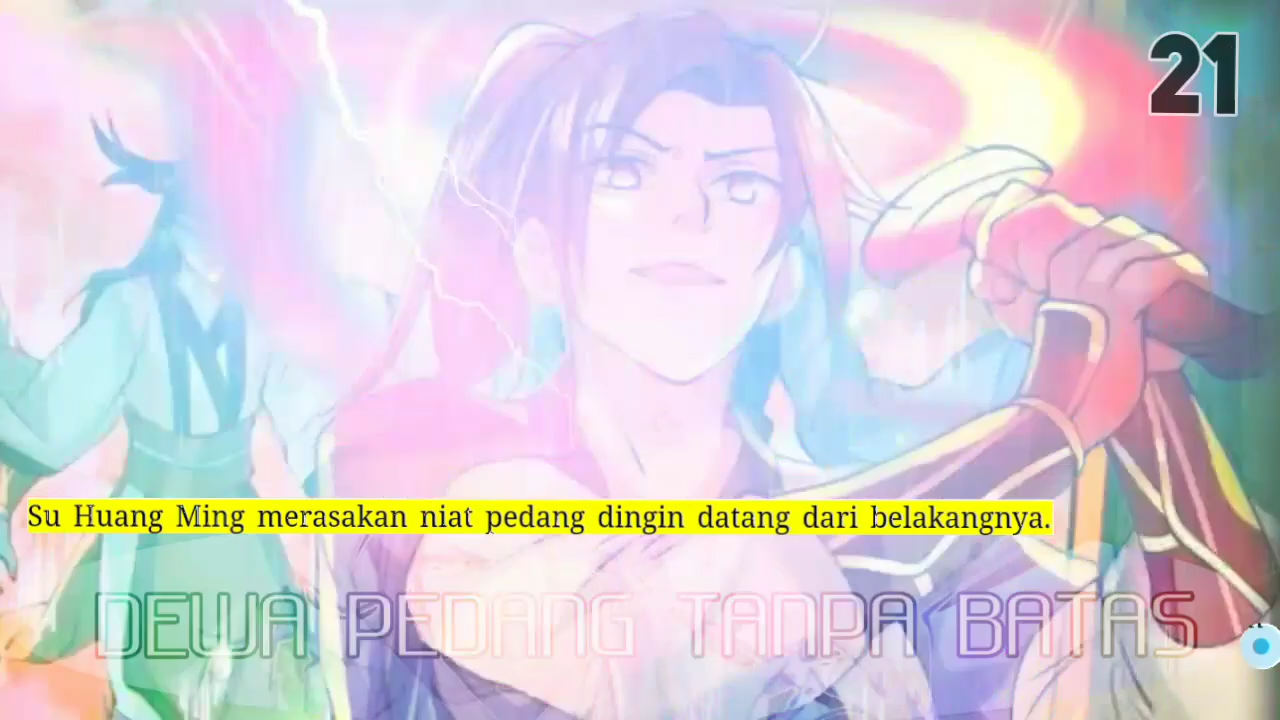 21
Su Huang Ming merasakan niat pedang dingin datang dari belakangnya.
DEWA PEDANG TANPA BATAS